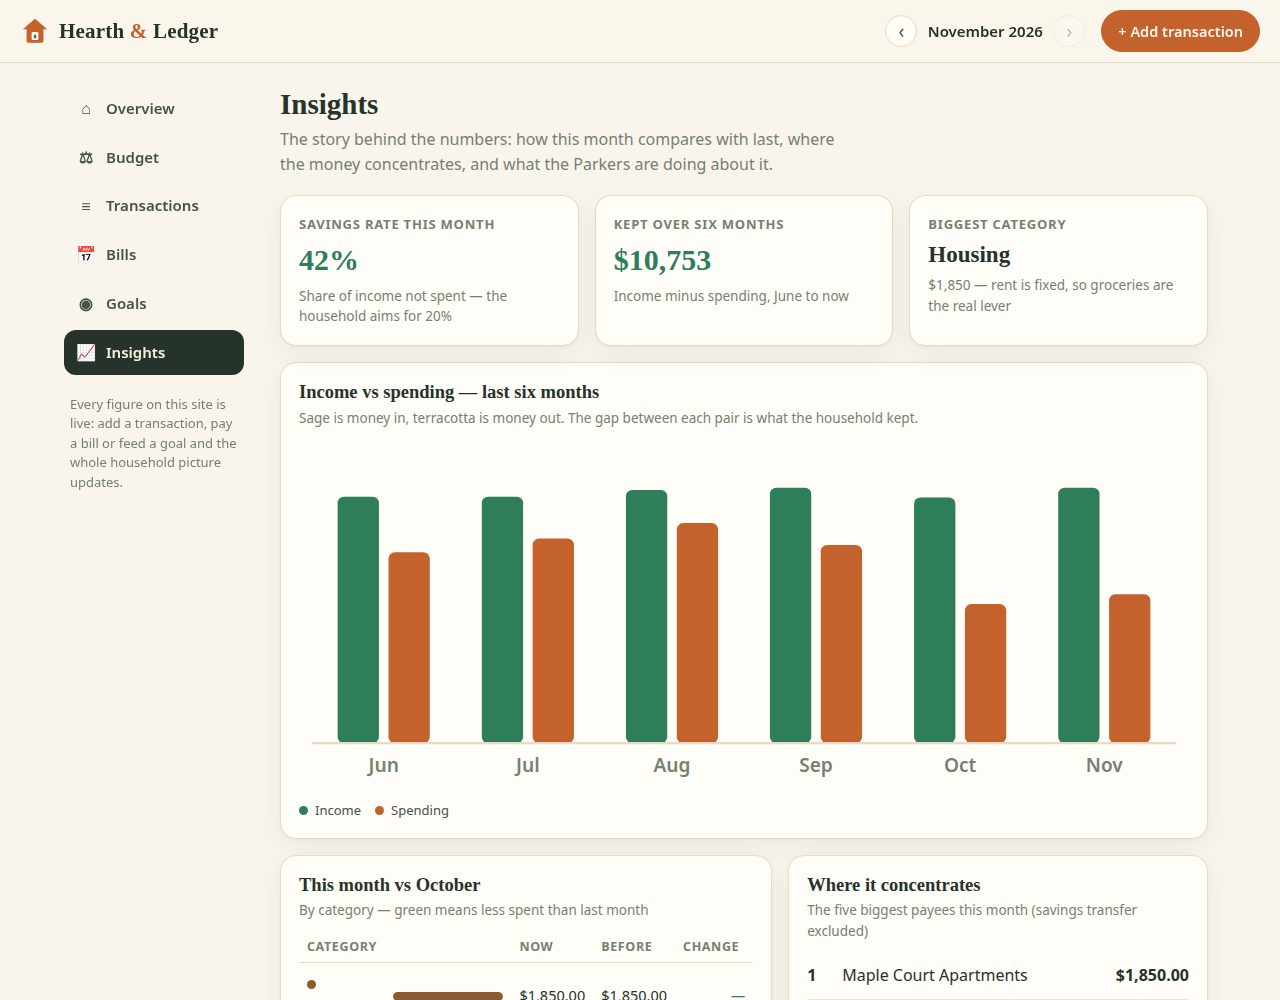 Hearth & Ledger
‹ November 2026 ›
+ Add transaction
Overview
Budget
Transactions
Bills
Goals
Insights
Every figure on this site is
live: add a transaction, pay
a bill or feed a goal and the
whole household picture
updates.
Insights
The story behind the numbers: how this month compares with last, where
the money concentrates, and what the Parkers are doing about it.
SAVINGS RATE THIS MONTH
42%
Share of income not spent — the
household aims for 20%
KEPT OVER SIX MONTHS
$10,753
Income minus spending, June to now
BIGGEST CATEGORY
Housing
$1,850 — rent is fixed, so groceries are
the real lever
Income vs spending — last six months
Sage is money in, terracotta is money out. The gap between each pair is what the household kept.
Jun Jul Aug Sep Oct Nov
Income Spending
This month vs October
By category — green means less spent than last month
CATEGORY NOW BEFORE CHANGE
$1,850.00 $1,850.00 —
Where it concentrates
The five biggest payees this month (savings transfer
excluded)
1 Maple Court Apartments $1,850.00